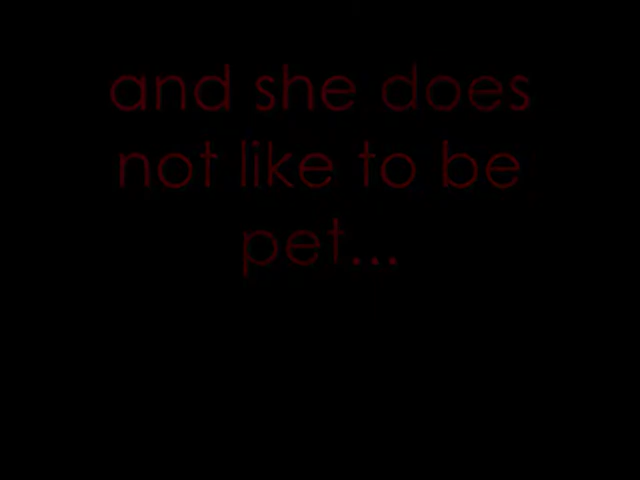 and she does
not like to be
pet...